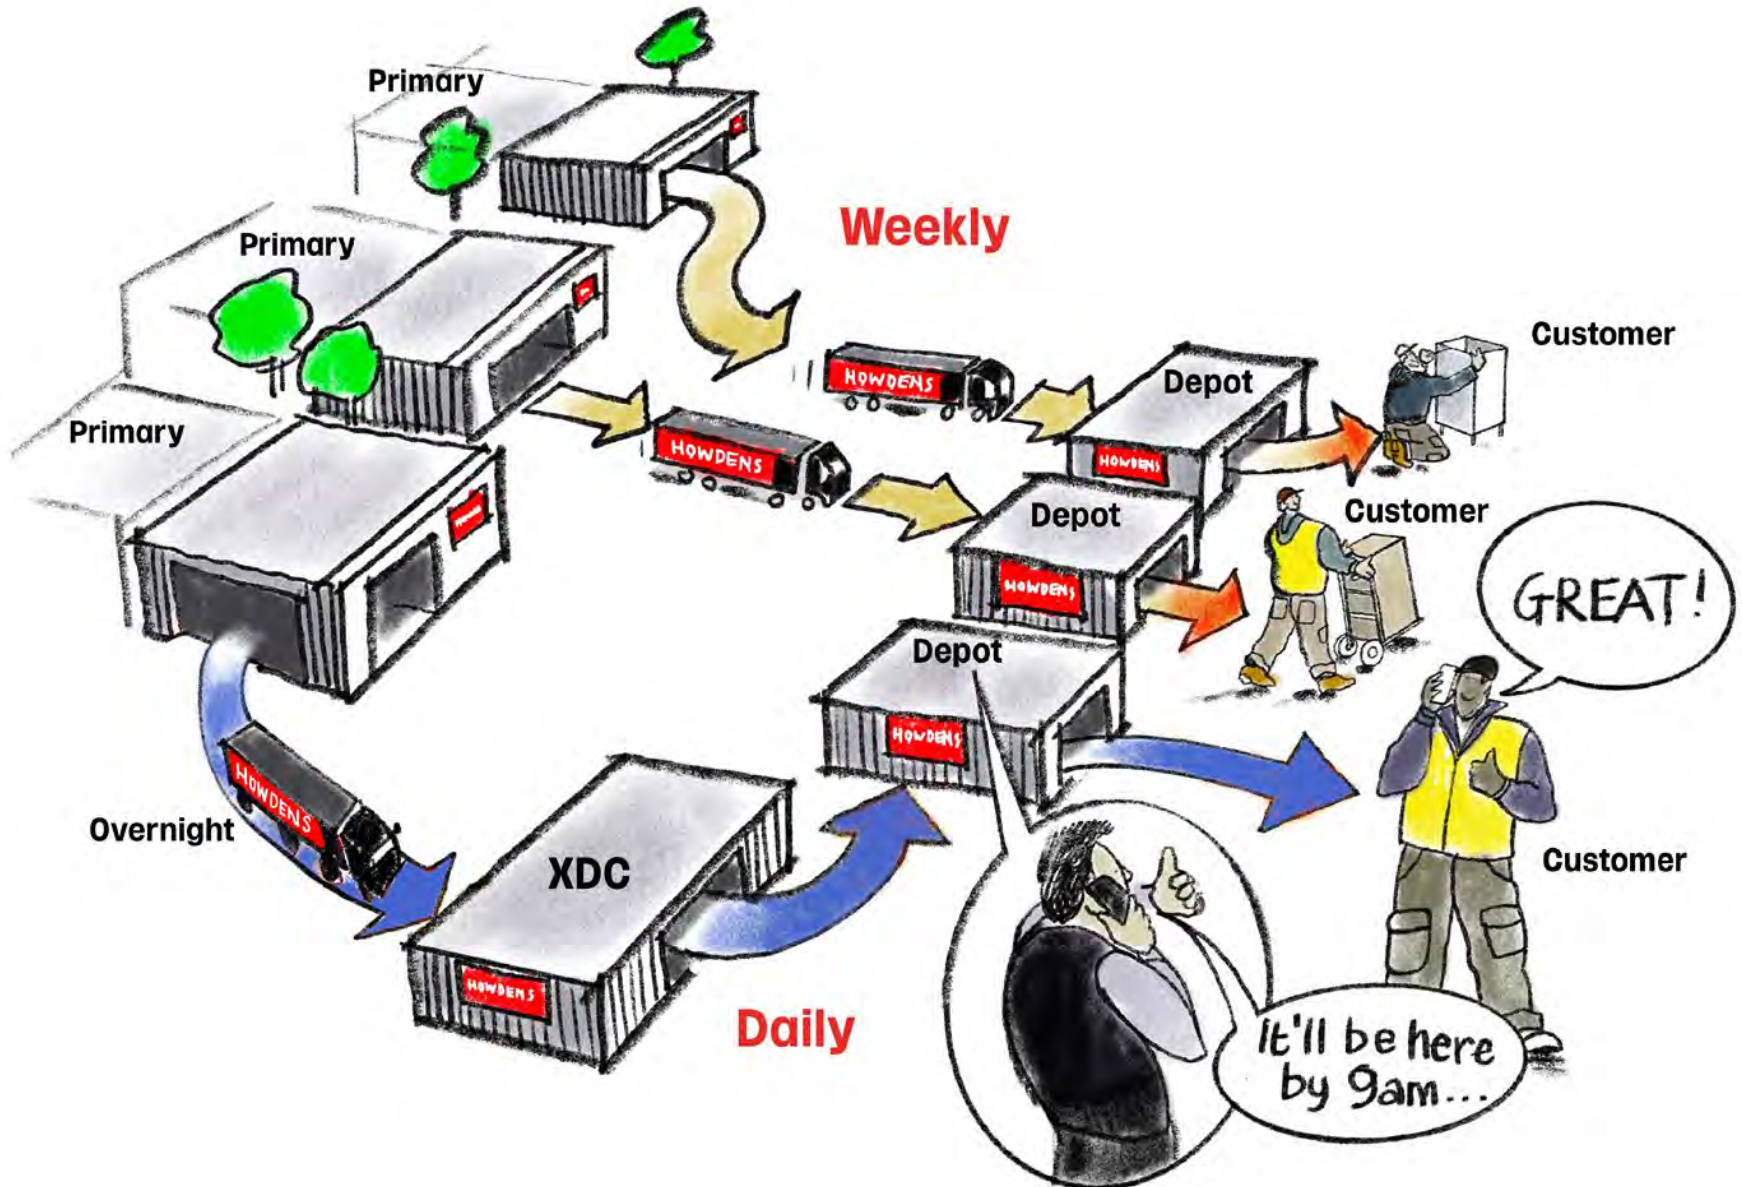 Primary
Primary
Primary
Weekly
HOWDENS
HOWDENS
Depot
HOWDENS
Customer
Depot
HOWDENS
Customer
Depot
HOWDENS
GREAT!
Customer
Overnight
HOWDENS
XDC
HOWDENS
Daily
It'll be here
by 9am...